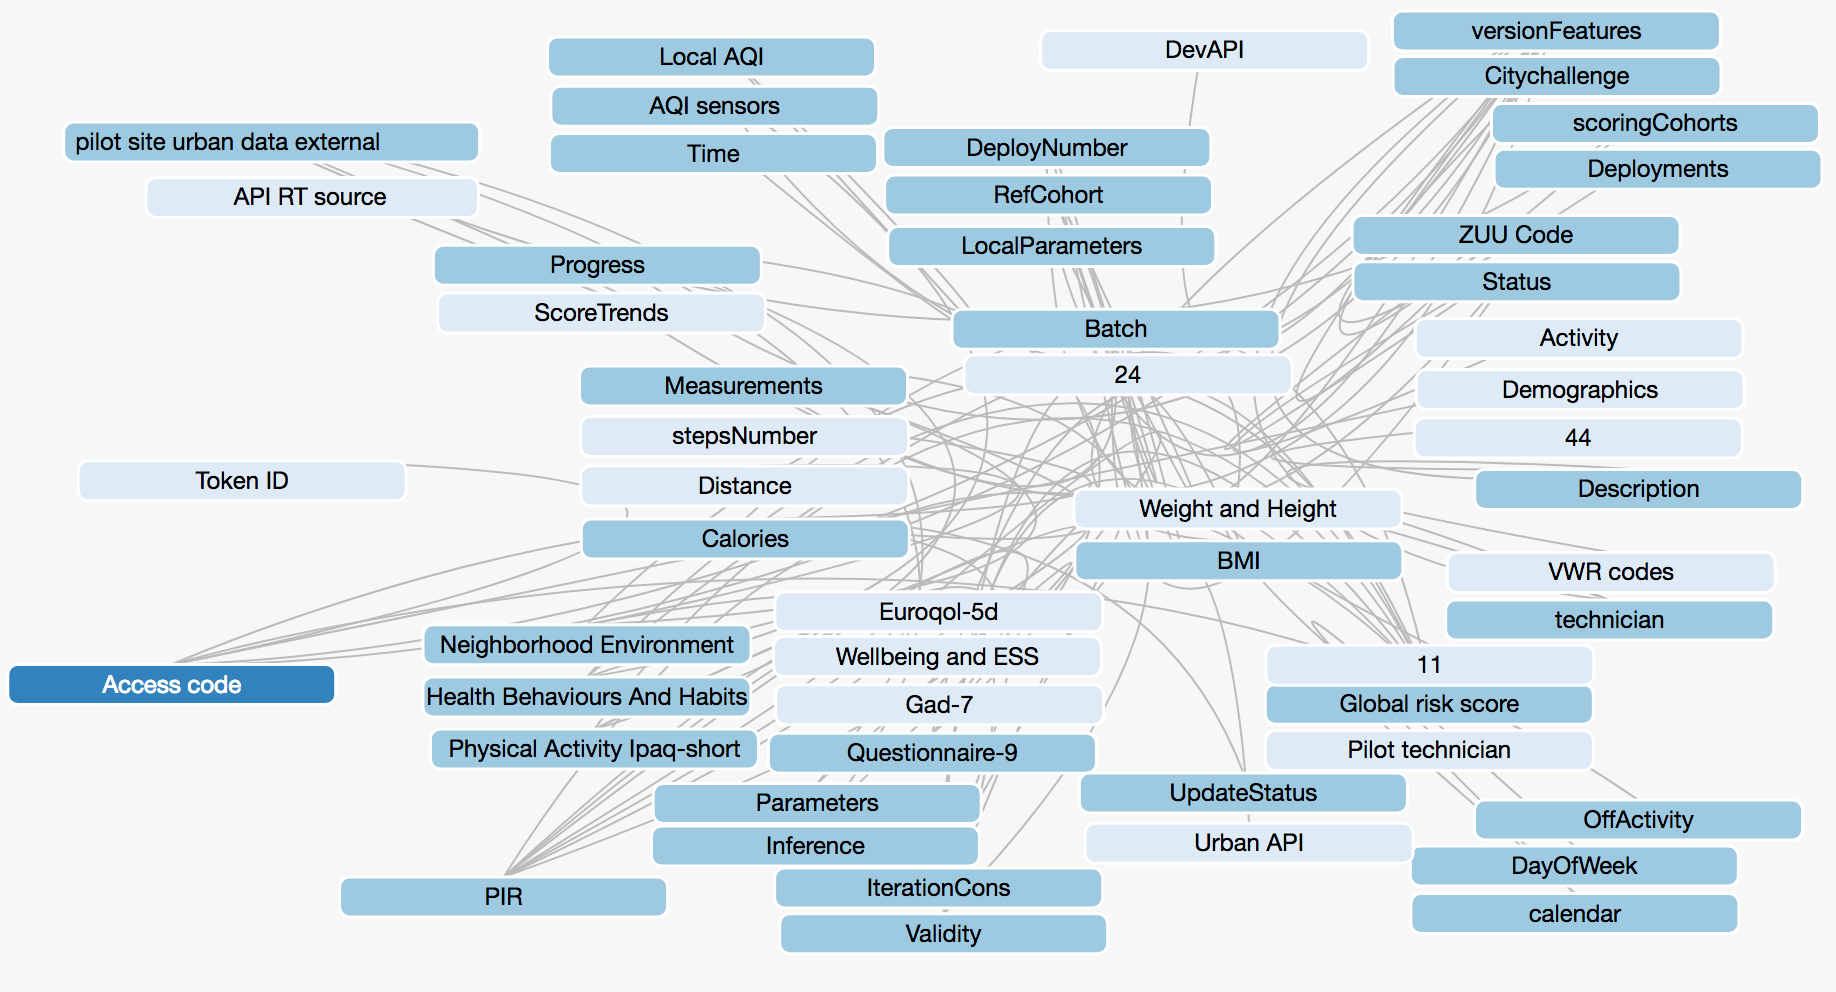 versionFeatures
Local AQI
DevAPI
Citychallenge
AQI sensors
scoringCohorts
pilot site urban data external
Time
DeployNumber
Deployments
API RT source
RefCohort
ZUU Code
LocalParameters
Progress
Status
ScoreTrends
Batch
Activity
24
Measurements
Demographics
stepsNumber
44
Token ID
Distance
Description
Weight and Height
Calories
BMI
VWR codes
Euroqol-5d
technician
Neighborhood Environment
Wellbeing and ESS
11
Access code
Health Behaviours And Habits
Gad-7
Global risk score
Physical Activity Ipaq-short
Questionnaire-9
Pilot technician
Parameters
UpdateStatus
OffActivity
Inference
Urban API
DayOfWeek
PIR
IterationCons
calendar
Validity